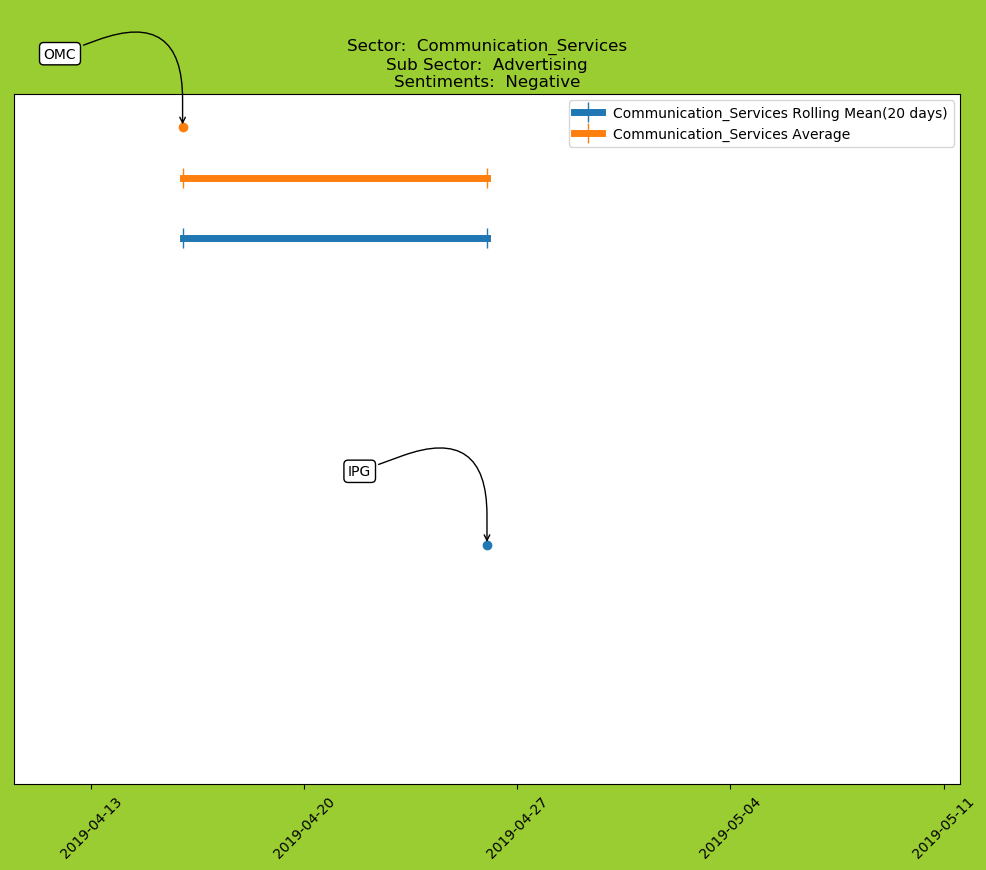 Sector:  Communication_Services
Sub Sector:  Advertising
Sentiments:  Negative
OMC
Communication_Services Rolling Mean(20 days)
Communication_Services Average
IPG
2019-04-13
2019-04-20
2019-04-27
2019-05-04
2019-05-11